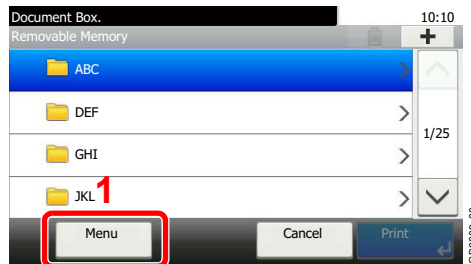 Document Box.
10:10
Removable Memory
+
ABC
DEF
1/25
GHI
JKL
1
Menu
Cancel
Print